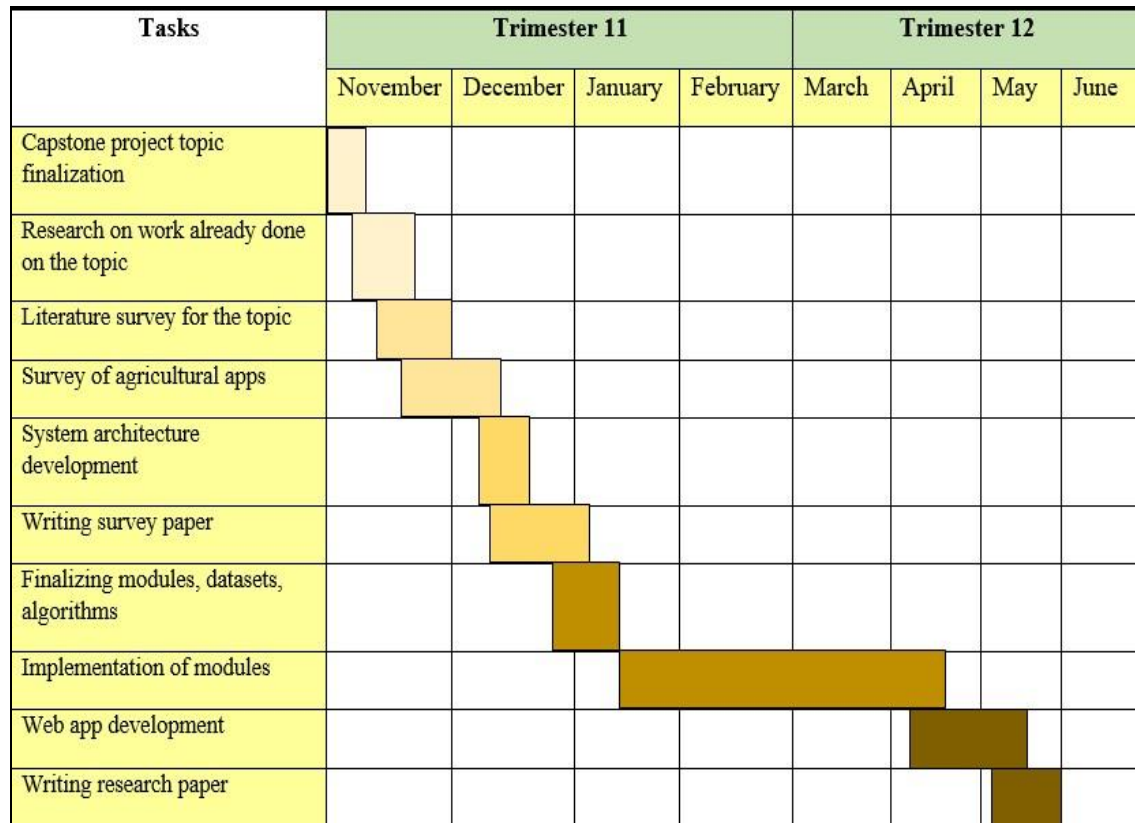 Tasks
Trimester 11
Trimester 12
November
December
January
February
March
April
May
June
Capstone project topic
finalization
Research on work already done
on the topic
Literature survey for the topic
Survey of agricultural apps
System architecture
development
Writing survey paper
Finalizing modules, datasets,
algorithms
Implementation of modules
Web app development
Writing research paper